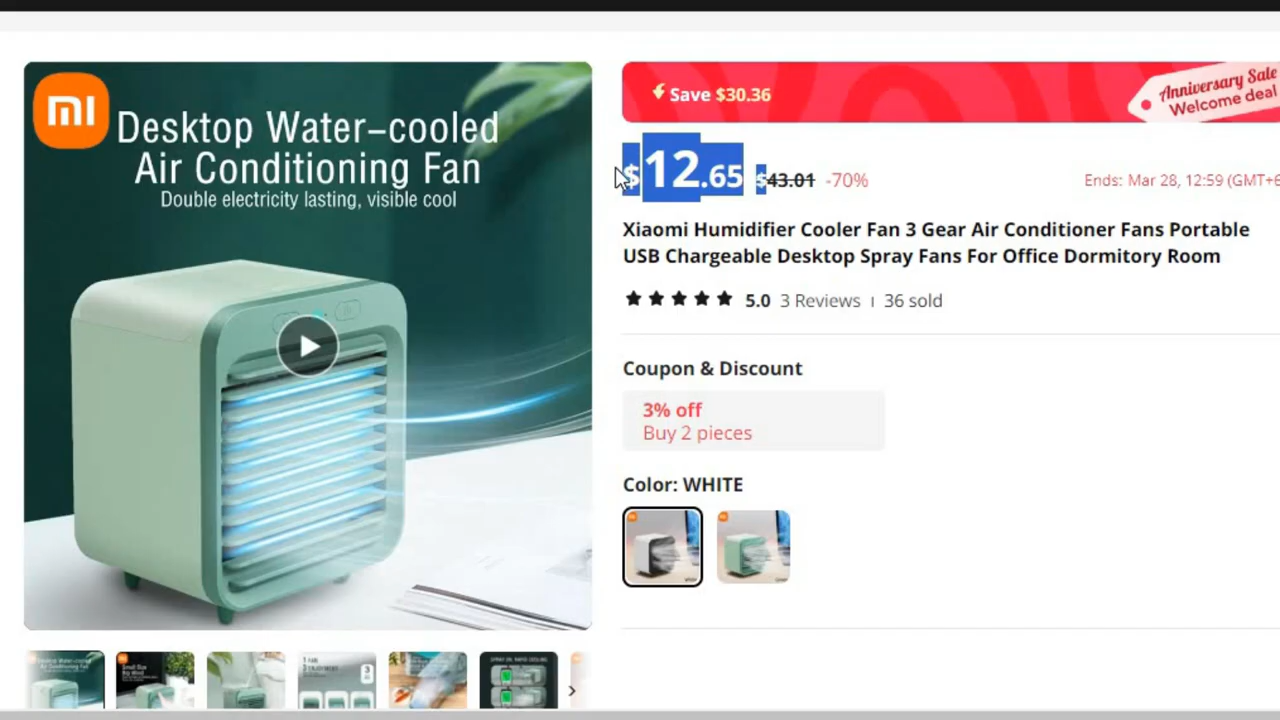 mi
Desktop Water-cooled
Air Conditioning Fan
Double electricity lasting, visible cool
Save $30.36
Anniversary Sale
Welcome deal
$12.65 $43.01 -70%
Ends: Mar 28, 12:59 (GMT+6
Xiaomi Humidifier Cooler Fan 3 Gear Air Conditioner Fans Portable
USB Chargeable Desktop Spray Fans For Office Dormitory Room
5.0 3 Reviews 36 sold
Coupon & Discount
3% off
Buy 2 pieces
Color: WHITE